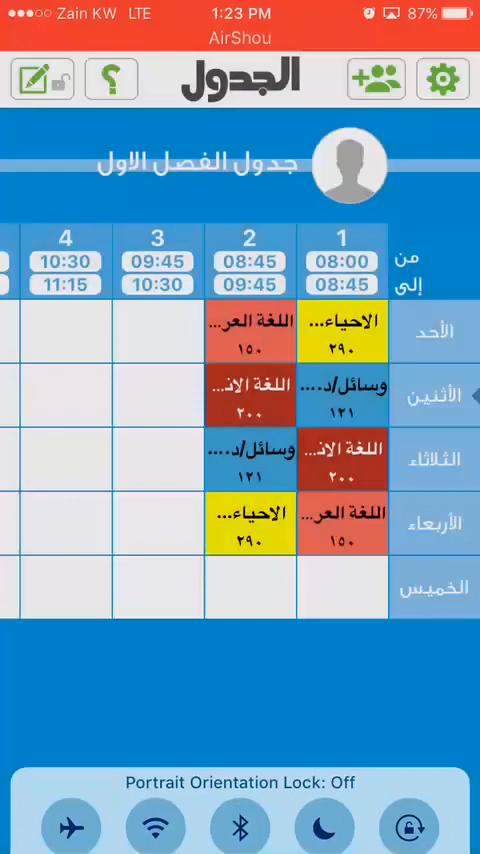 Zain KW LTE 1:23 PM 87%
AirShou
الجدول
جدول الفصل الاول
من 1 2 3 4
08:00 08:45 09:45 10:30
إلى 08:45 09:45 10:30 11:15
الأحد الاحياء... اللغة العر...
٢٩٠ ١٥٠
الأثنين وسائل/د.... اللغة الان...
١٢١ ٢٠٠
الثلاثاء اللغة الان... وسائل/د....
٢٠٠ ١٢١
الأربعاء اللغة العر... الاحياء...
١٥٠ ٢٩٠
الخميس
Portrait Orientation Lock: Off